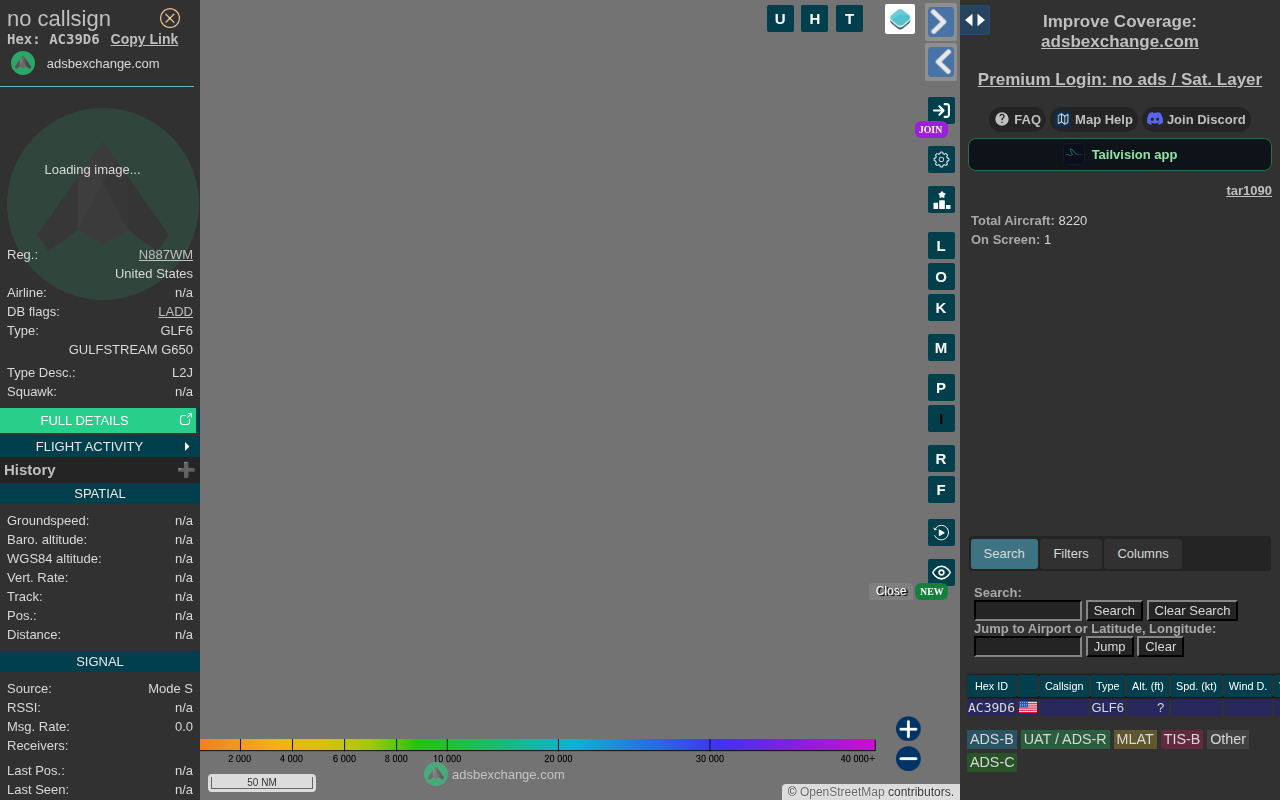 no callsign
Hex: AC39D6 Copy Link
adsbexchange.com
Loading image...
Reg.: N887WM
United States
Airline: n/a
DB flags: LADD
Type: GLF6
GULFSTREAM G650
Type Desc.: L2J
Squawk: n/a
FULL DETAILS
FLIGHT ACTIVITY
History
SPATIAL
Groundspeed: n/a
Baro. altitude: n/a
WGS84 altitude: n/a
Vert. Rate: n/a
Track: n/a
Pos.: n/a
Distance: n/a
SIGNAL
Source: Mode S
RSSI: n/a
Msg. Rate: 0.0
Receivers:
Last Pos.: n/a
Last Seen: n/a
U H T
JOIN
L
O
K
M
P
I
R
F
Close NEW
2 000 4 000 6 000 8 000 10 000 20 000 30 000 40 000+
adsbexchange.com
50 NM
© OpenStreetMap contributors.
Improve Coverage:
adsbexchange.com
Premium Login: no ads / Sat. Layer
FAQ Map Help Join Discord
Tailvision app
tar1090
Total Aircraft: 8220
On Screen: 1
Search Filters Columns
Search:
Search Clear Search
Jump to Airport or Latitude, Longitude:
Jump Clear
Hex ID Callsign Type Alt. (ft) Spd. (kt) Wind D.
AC39D6 GLF6 ?
ADS-B UAT / ADS-R MLAT TIS-B Other
ADS-C